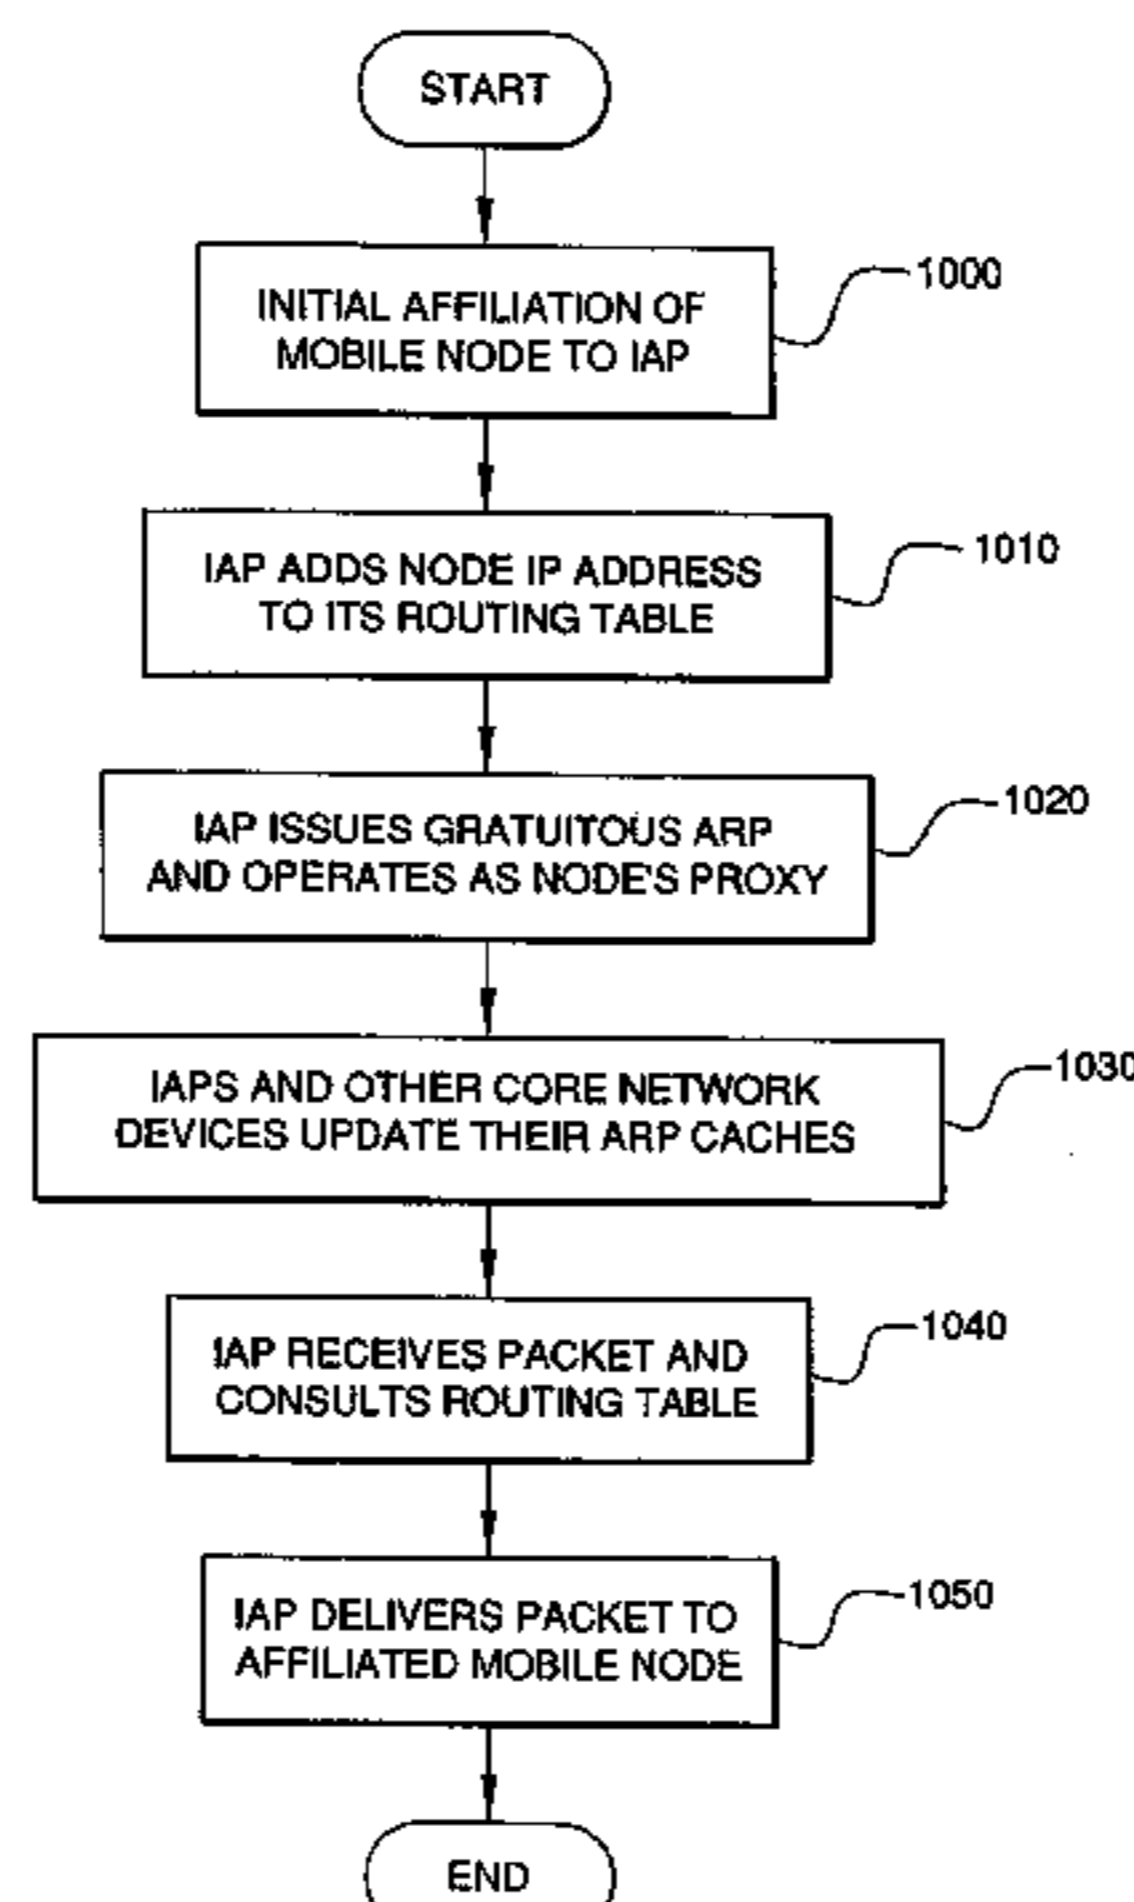 START
INITIAL AFFILIATION OF
MOBILE NODE TO IAP
1000
IAP ADDS NODE IP ADDRESS
TO ITS ROUTING TABLE
1010
IAP ISSUES GRATUITOUS ARP
AND OPERATES AS NODE'S PROXY
1020
IAPS AND OTHER CORE NETWORK
DEVICES UPDATE THEIR ARP CACHES
1030
IAP RECEIVES PACKET AND
CONSULTS ROUTING TABLE
1040
IAP DELIVERS PACKET TO
AFFILIATED MOBILE NODE
1050
END